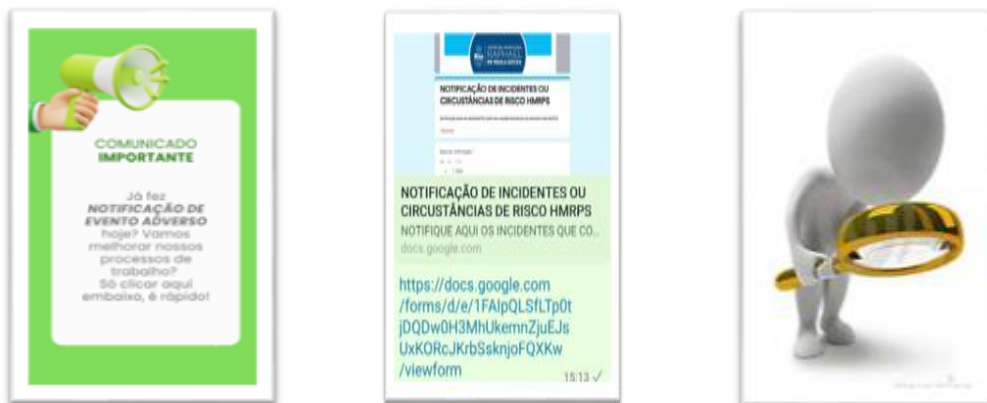 COMUNICADO
IMPORTANTE
Já fez
NOTIFICAÇÃO DE
EVENTO ADVERSO
hoje? Vamos
melhorar nossos
processos de
trabalho?
Só clicar aqui
embaixo, é rápido!
NOTIFICAÇÃO DE INCIDENTES OU
CIRCUSTÂNCIAS DE RISCO HMRPS
NOTIFICAÇÃO DE INCIDENTES OU
CIRCUSTÂNCIAS DE RISCO HMRPS
NOTIFIQUE AQUI OS INCIDENTES QUE CO...
docs.google.com
https://docs.google.com
/forms/d/e/1FAIpQLSfLTp0t
jDQDw0H3MhUkemnZjuEJs
UxKORcJKrbSsknjoFQXKw
/viewform
15:13